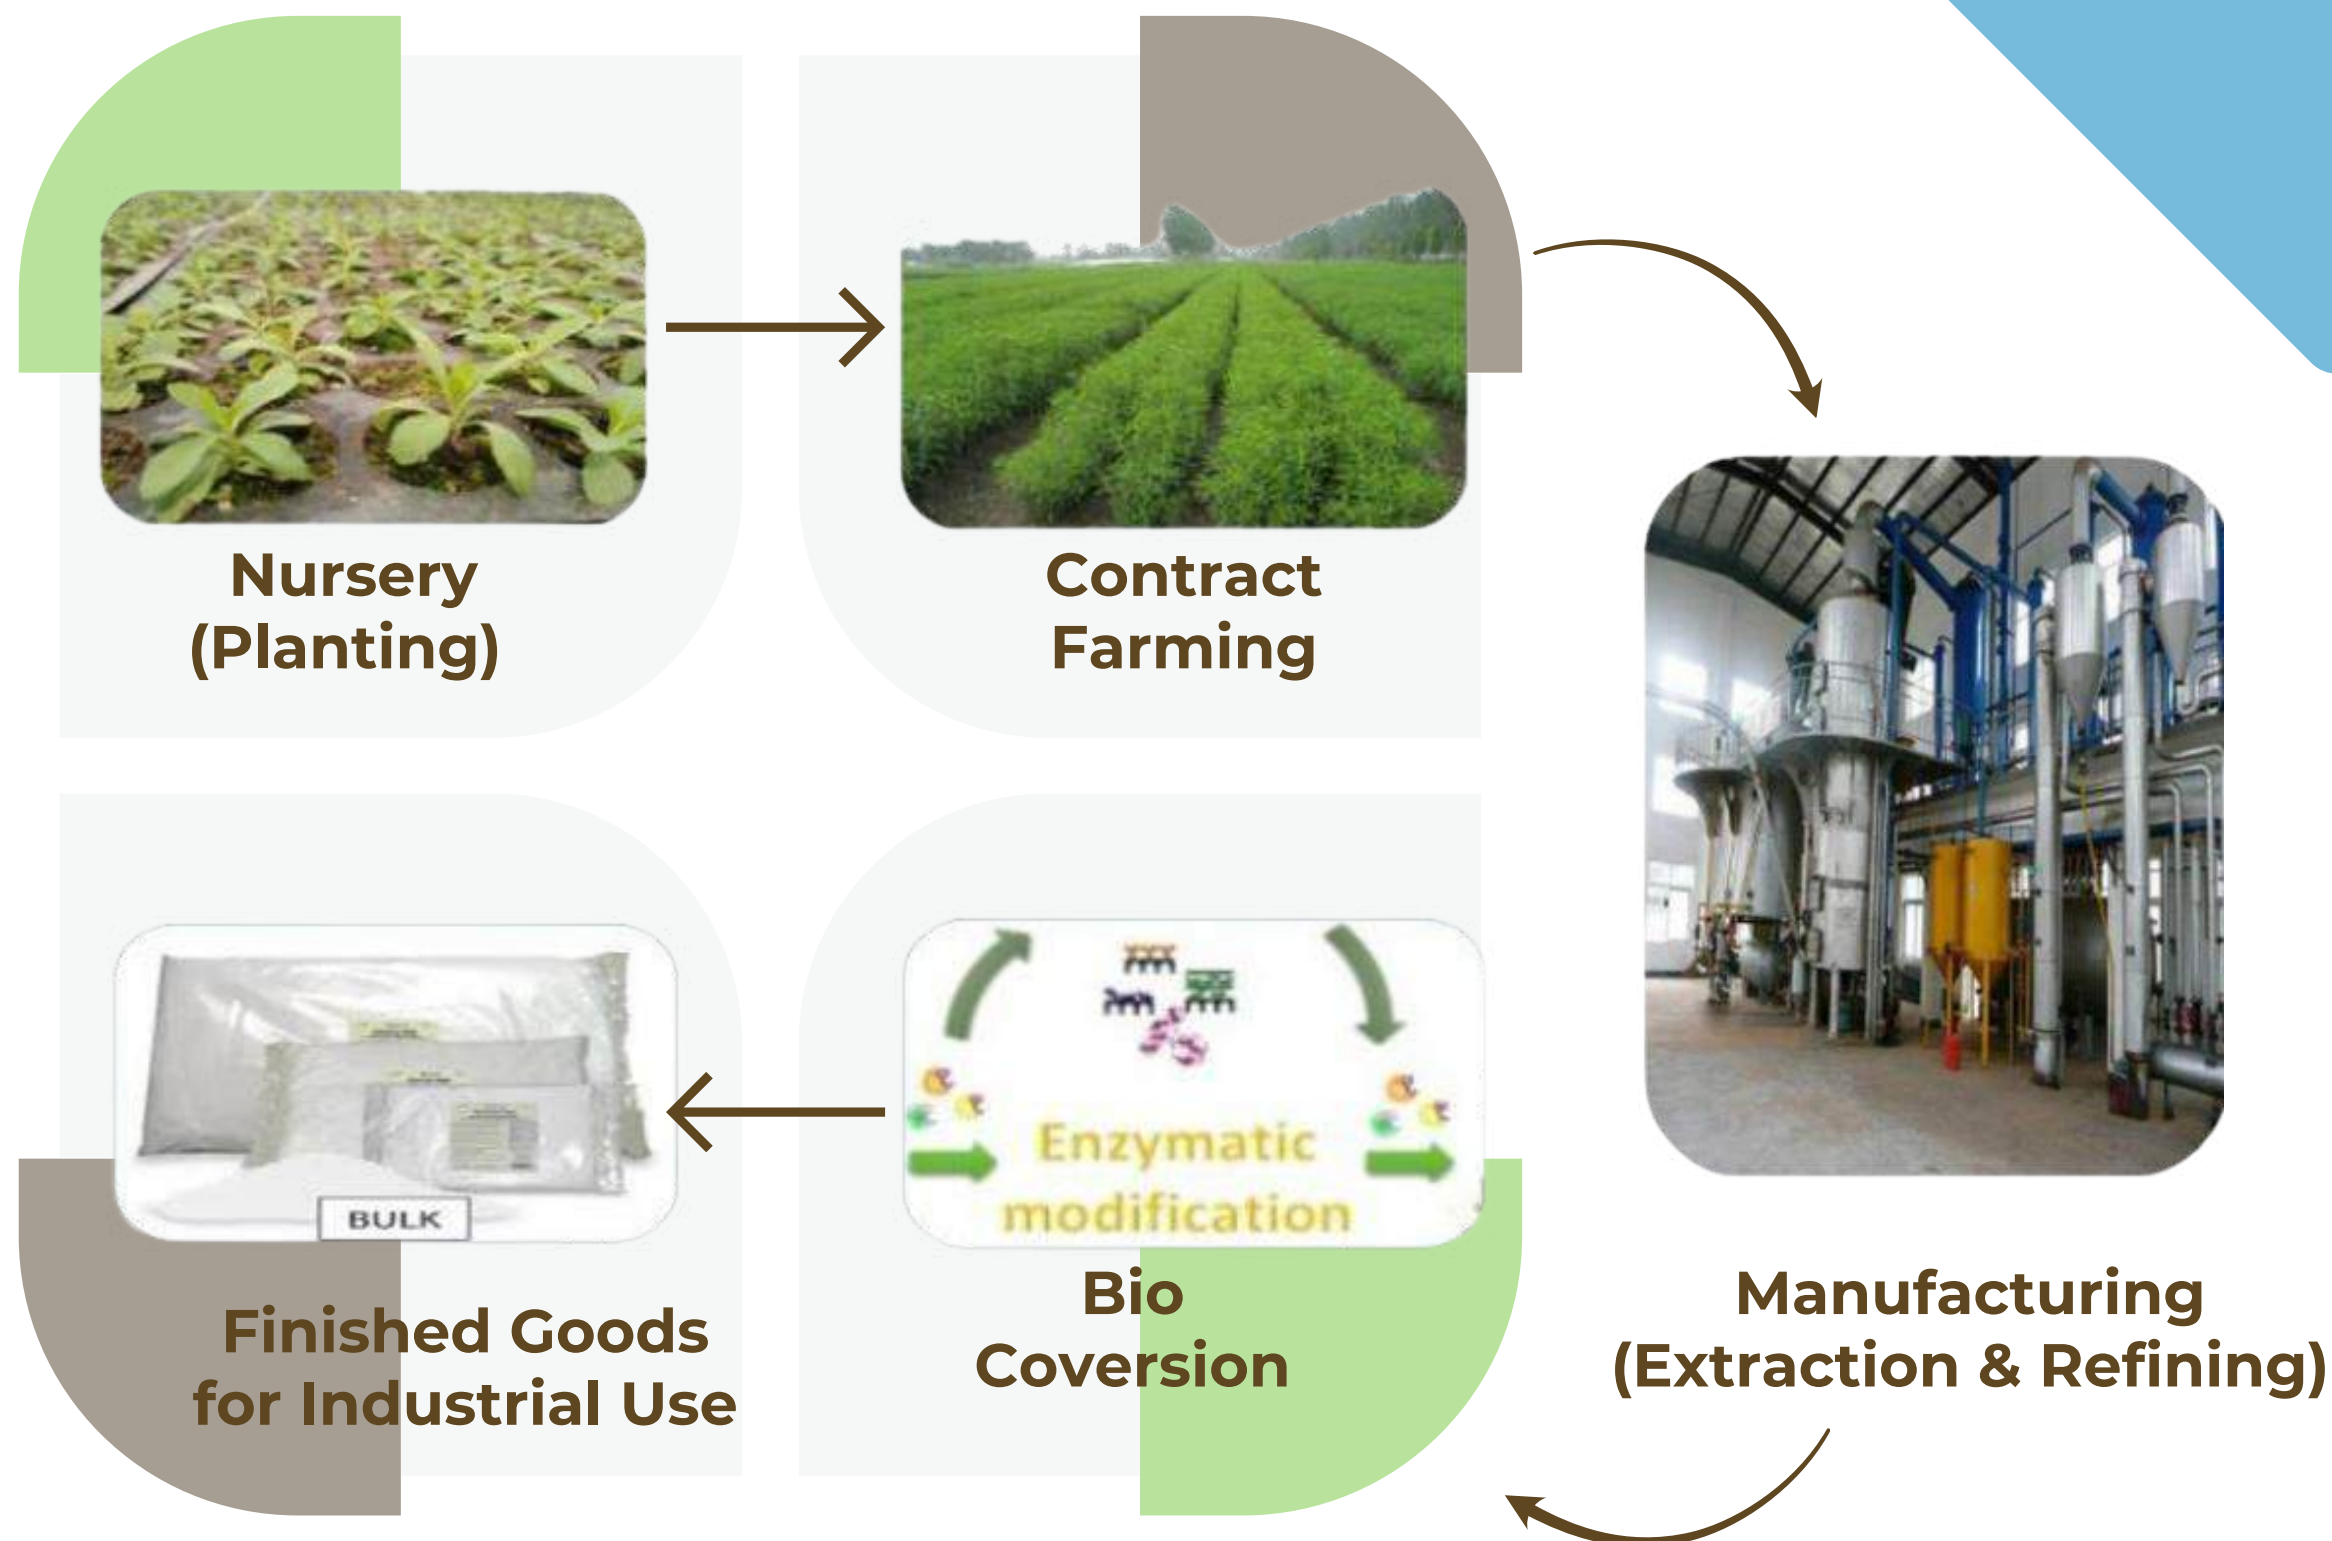 Nursery
(Planting)
Contract
Farming
Manufacturing
(Extraction & Refining)
Enzymatic
modification
Bio
Coversion
BULK
Finished Goods
for Industrial Use